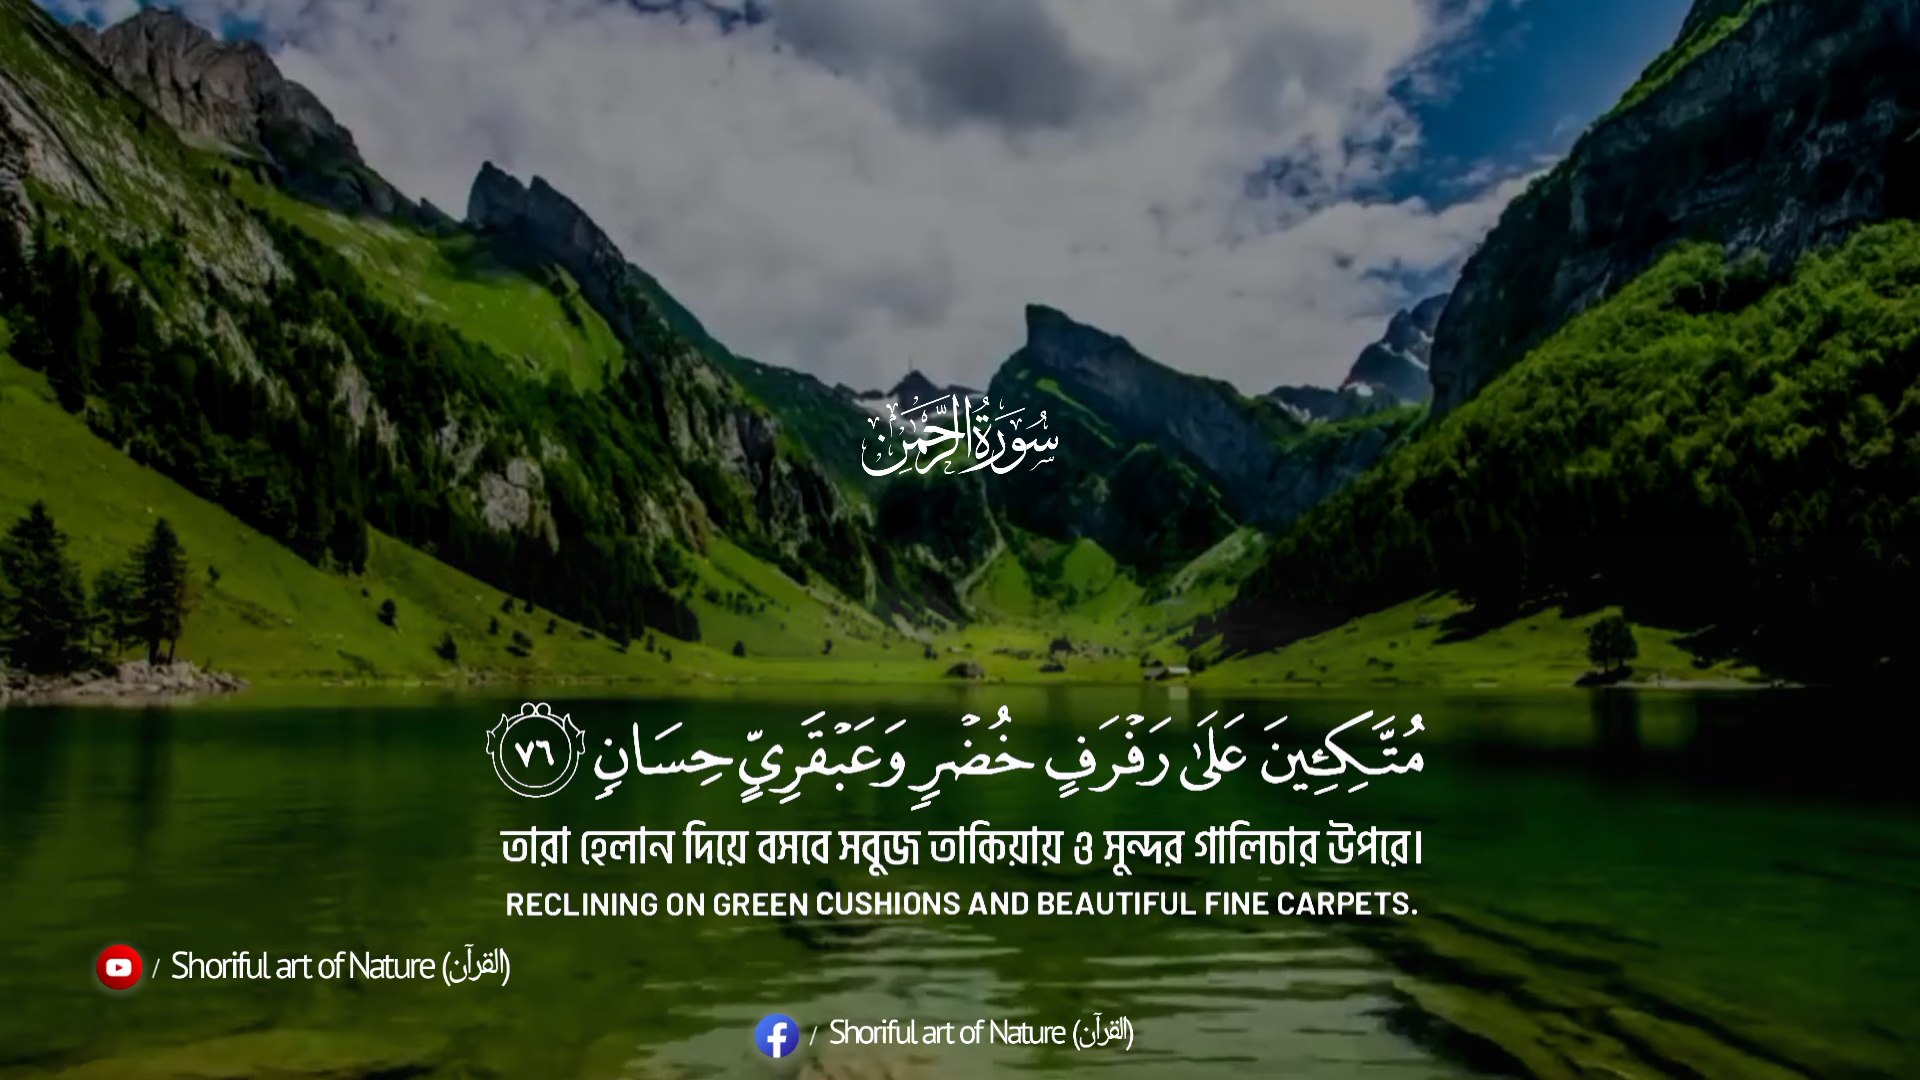 سُورَةُ الرَّحْمَٰن
مُتَّكِـِٔينَ عَلَىٰ رَفْرَفٍ خُضْرٍ وَعَبْقَرِيٍّ حِسَانٍ ٧٦
তারা হেলান দিয়ে বসবে সবুজ তাকিয়ায় ও সুন্দর গালিচার উপরে।
RECLINING ON GREEN CUSHIONS AND BEAUTIFUL FINE CARPETS.
/ Shoriful art of Nature (القرآن)
/ Shoriful art of Nature (القرآن)